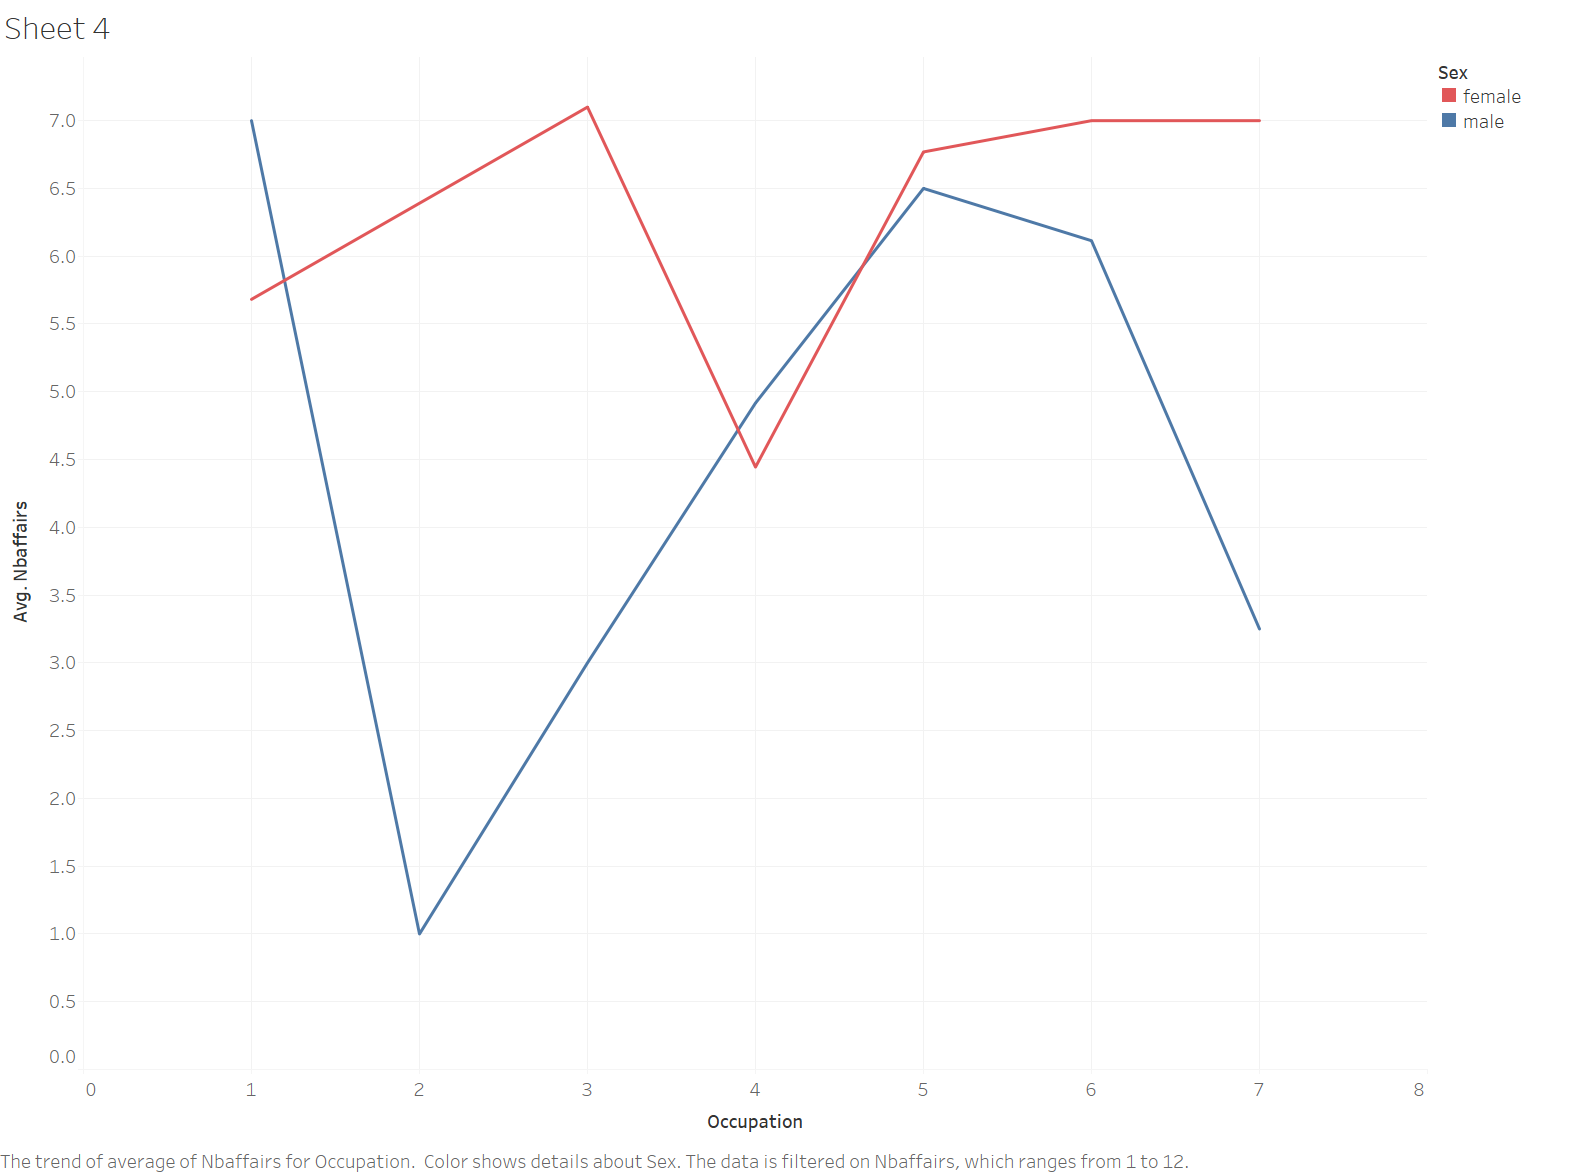 Sheet 4
Sex
female
male
7.0
6.5
6.0
5.5
5.0
4.5
4.0
3.5
3.0
2.5
2.0
1.5
1.0
0.5
0.0
Avg. Nbaffairs
0 1 2 3 4 5 6 7 8
Occupation
The trend of average of Nbaffairs for Occupation.  Color shows details about Sex. The data is filtered on Nbaffairs, which ranges from 1 to 12.